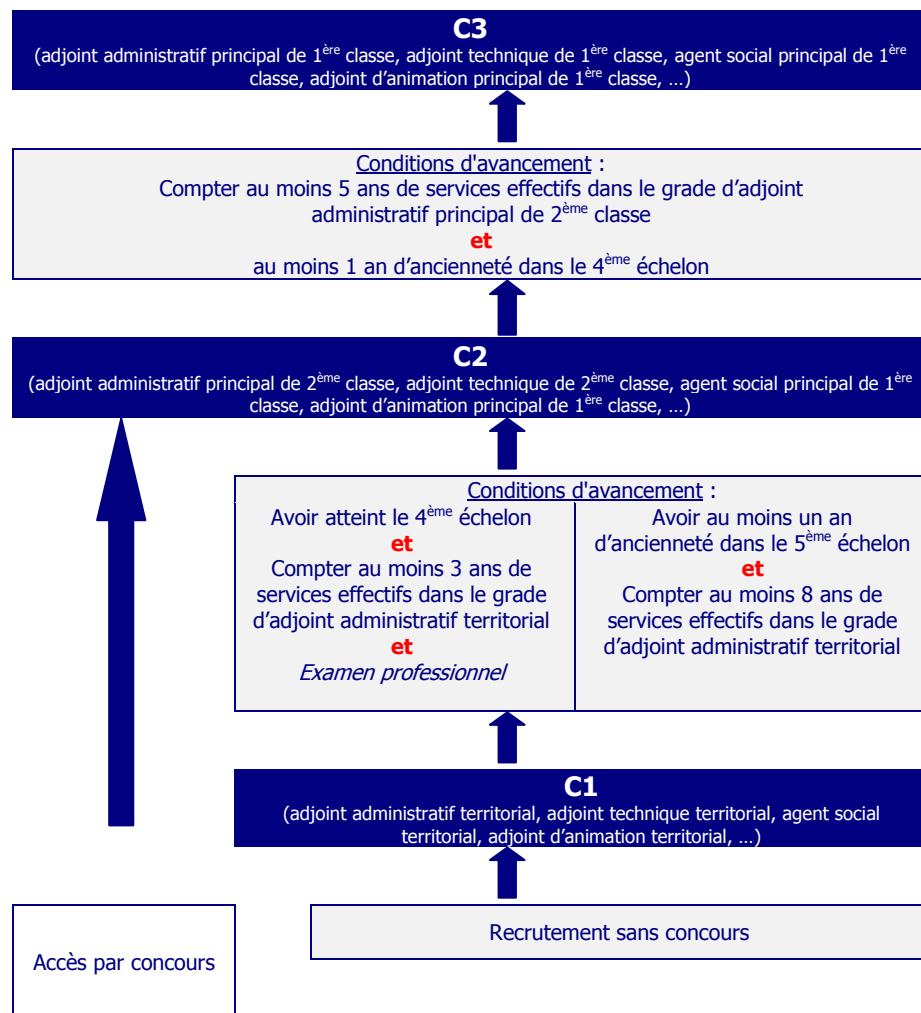 C3
(adjoint administratif principal de 1ère classe, adjoint technique de 1ère classe, agent social principal de 1ère
classe, adjoint d'animation principal de 1ère classe, …)
Conditions d'avancement :
Compter au moins 5 ans de services effectifs dans le grade d'adjoint
administratif principal de 2ème classe
et
au moins 1 an d'ancienneté dans le 4ème échelon
C2
(adjoint administratif principal de 2ème classe, adjoint technique de 2ème classe, agent social principal de 1ère
classe, adjoint d'animation principal de 1ère classe, …)
Conditions d'avancement :
Avoir atteint le 4ème échelon
et
Compter au moins 3 ans de
services effectifs dans le grade
d'adjoint administratif territorial
et
Examen professionnel
Avoir au moins un an
d'ancienneté dans le 5ème échelon
et
Compter au moins 8 ans de
services effectifs dans le grade
d'adjoint administratif territorial
C1
(adjoint administratif territorial, adjoint technique territorial, agent social
territorial, adjoint d'animation territorial, …)
Accès par concours
Recrutement sans concours